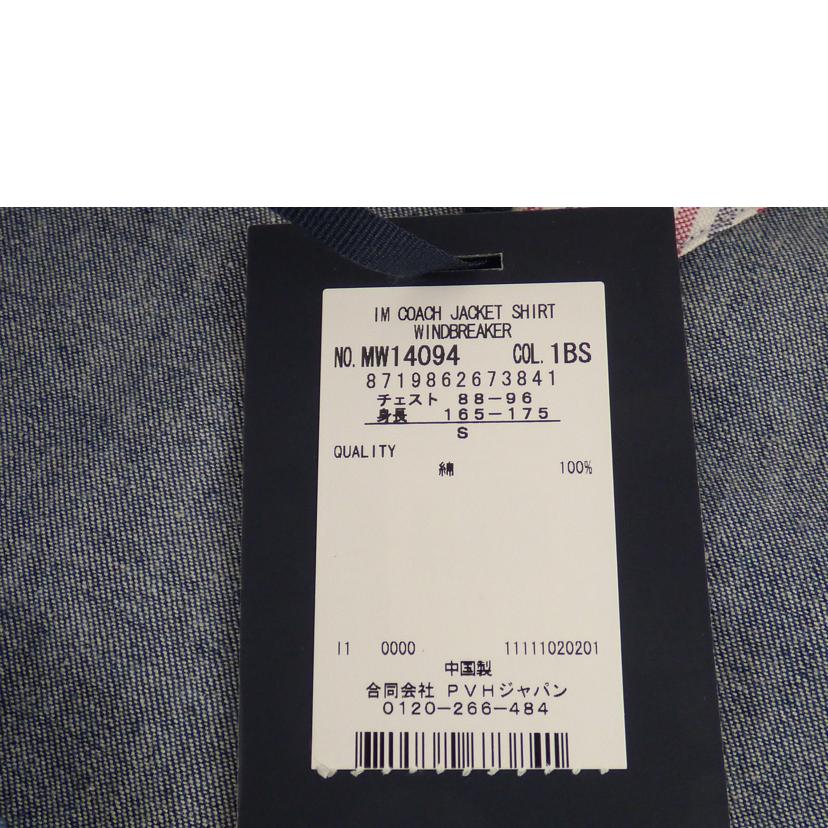 IM COACH JACKET SHIRT
WINDBREAKER
NO. MW14094 COL. 1BS
8719862673841
チェスト 88-96
身長 165-175
S
QUALITY
綿 100%
I1 0000 11111020201
中国製
合同会社 PVHジャパン
0120-266-484